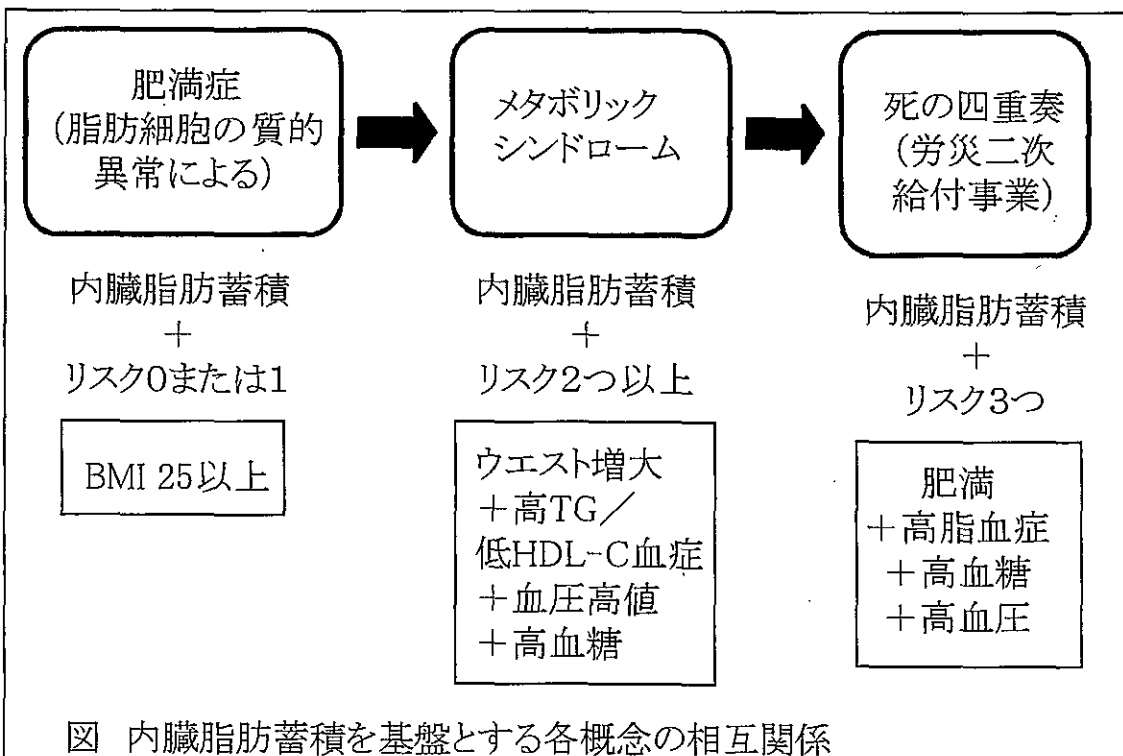 肥満症
(脂肪細胞の質的
異常による)
内臓脂肪蓄積
+
リスク0または1
BMI 25以上
メタボリック
シンドローム
内臓脂肪蓄積
+
リスク2つ以上
ウエスト増大
+高TG/
低HDL-C血症
+血圧高値
+高血糖
死の四重奏
(労災二次
給付事業)
内臓脂肪蓄積
+
リスク3つ
肥満
+高脂血症
+高血糖
+高血圧
図 内臓脂肪蓄積を基盤とする各概念の相互関係